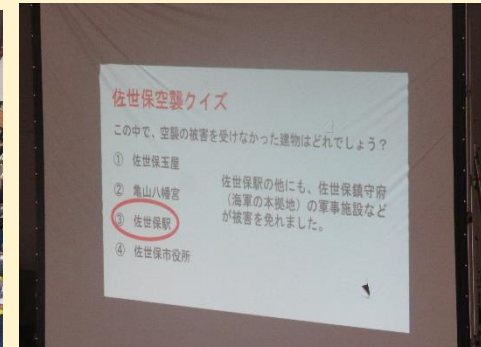 佐世保空襲クイズ
この中で、空襲の被害を受けなかった建物はどれでしょう？
① 佐世保玉屋
② 亀山八幡宮
③ 佐世保駅
④ 佐世保市役所
佐世保駅の他にも、佐世保鎮守府
（海軍の本拠地）の軍事施設など
が被害を免れました。